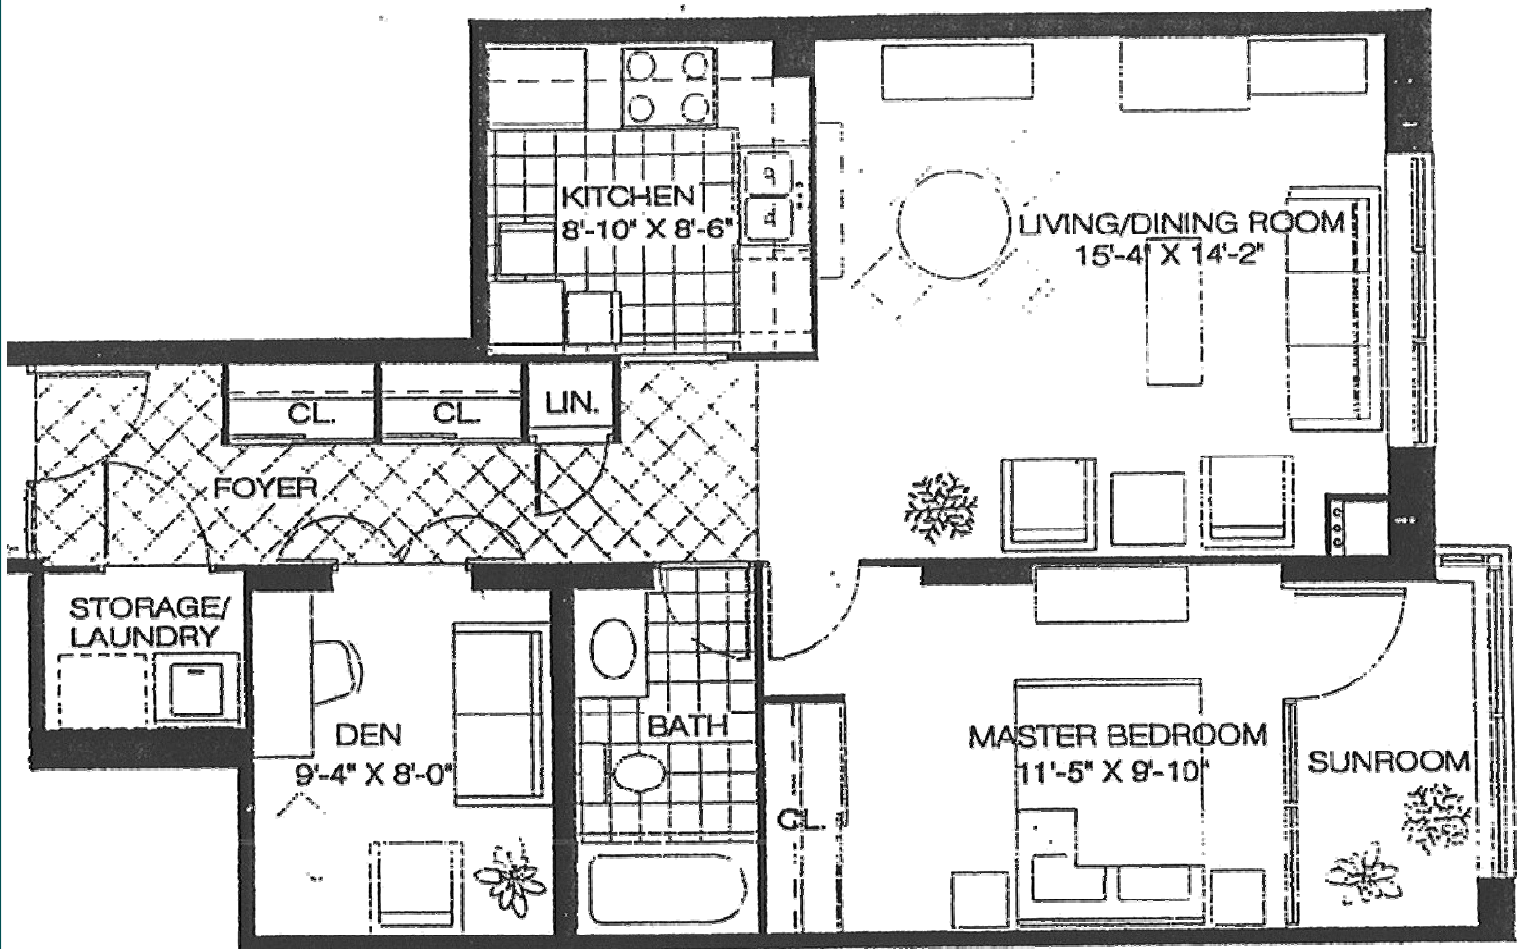 KITCHEN
8'-10" X 8'-6"
LIVING/DINING ROOM
15'-4" X 14'-2"
CL.
CL.
LIN.
FOYER
STORAGE/
LAUNDRY
DEN
9'-4" X 8'-0"
BATH
CL.
MASTER BEDROOM
11'-5" X 9'-10"
SUNROOM